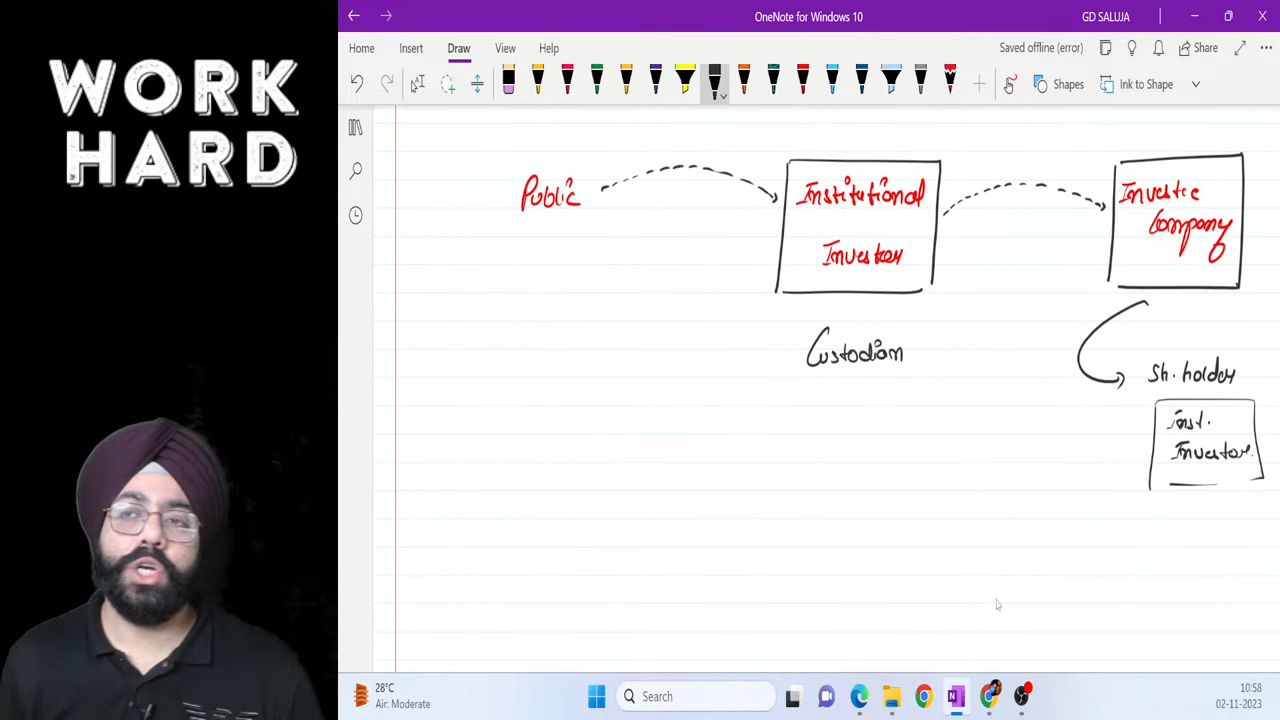 WORK
HARD
OneNote for Windows 10
GD SALUJA
Home Insert Draw View Help
Saved offline (error)
Share
Shapes
Ink to Shape
Public
Institutional
Investor
Investee
Company
Custodian
Sh. holder
Inst.
Investor.
28°C
Air: Moderate
Search
10:58
02-11-2023